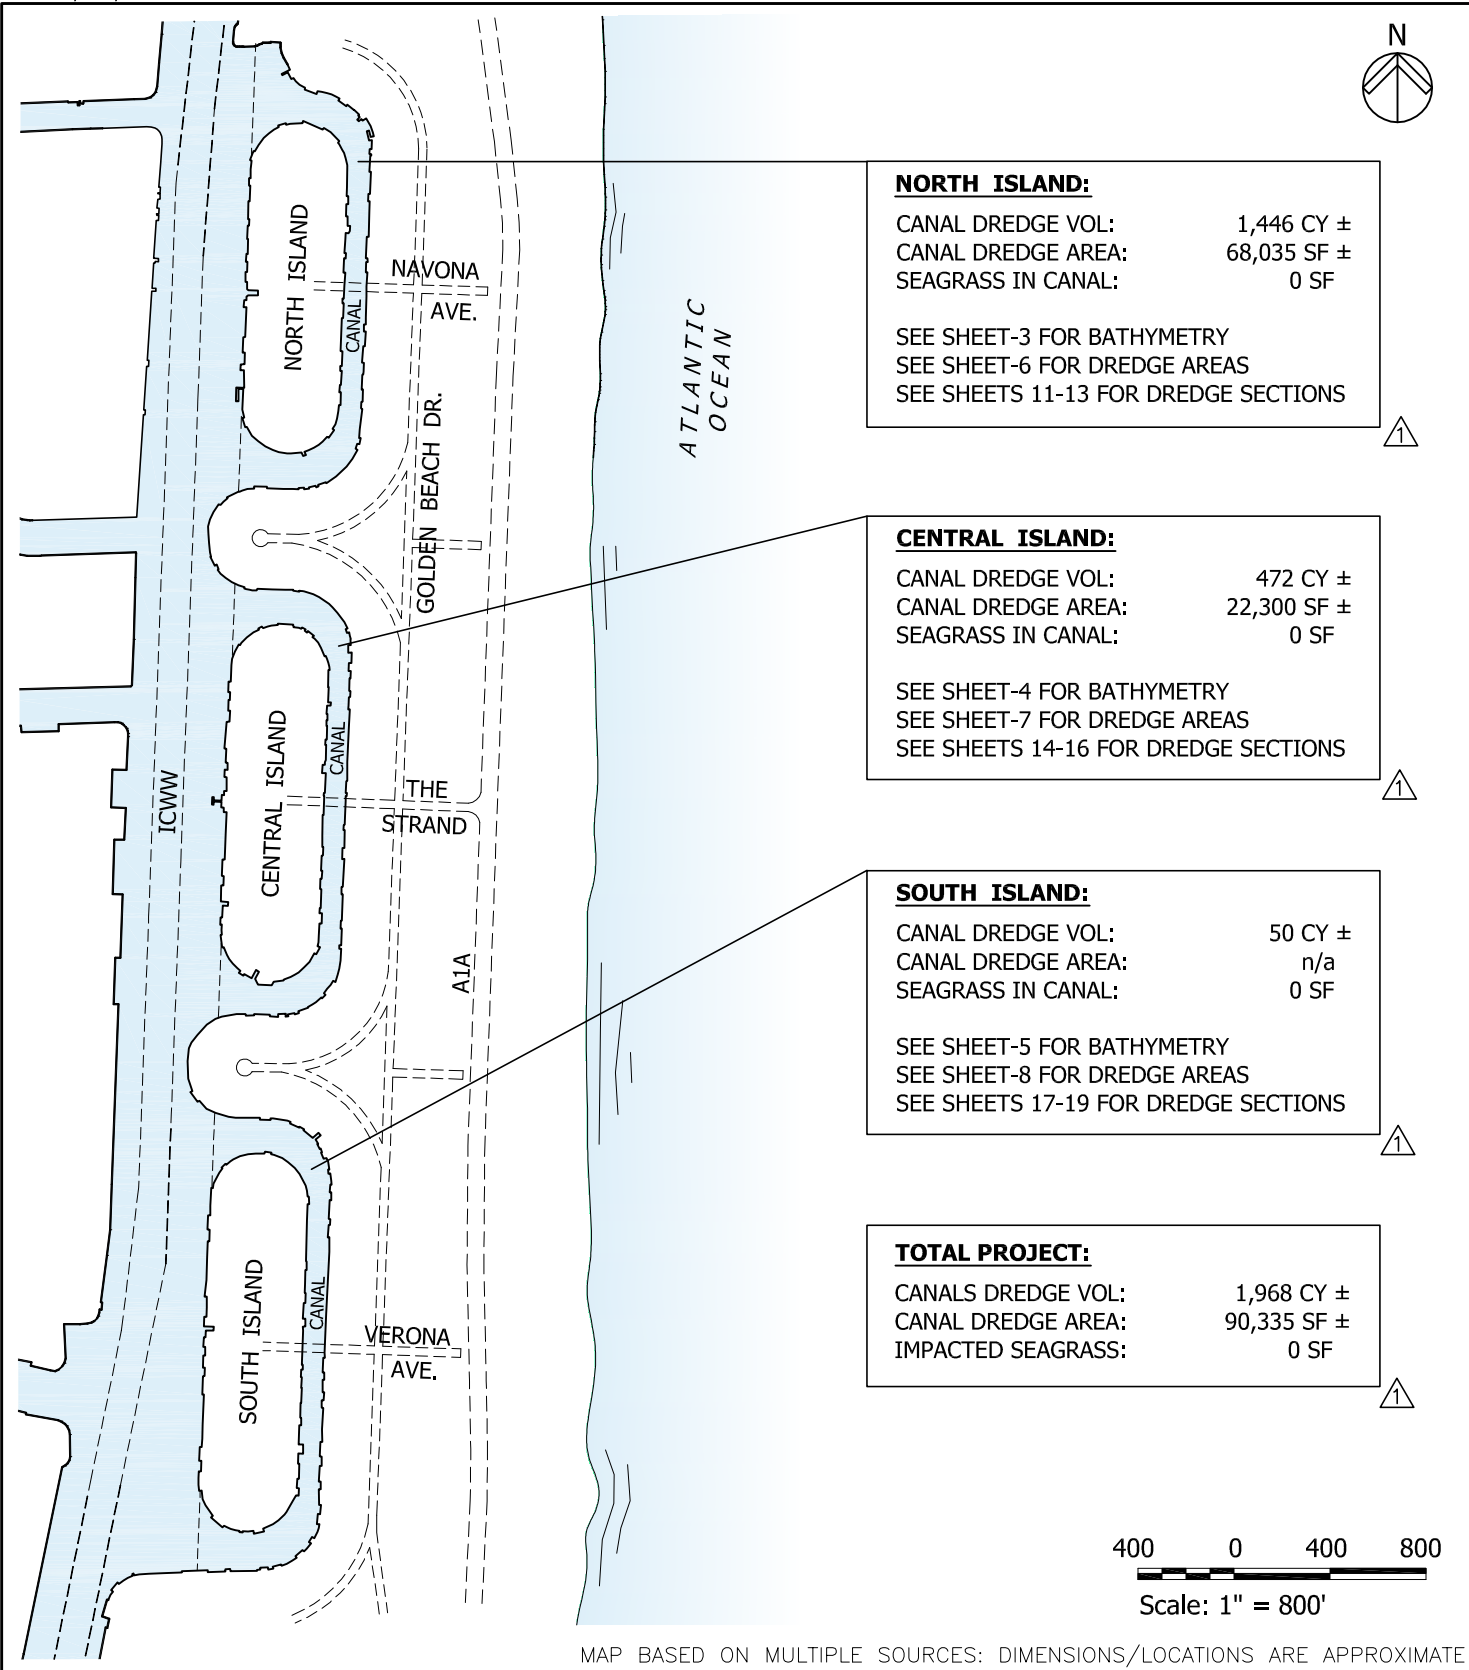 N
NORTH ISLAND:
CANAL DREDGE VOL: 1,446 CY ±
CANAL DREDGE AREA: 68,035 SF ±
SEAGRASS IN CANAL: 0 SF
SEE SHEET-3 FOR BATHYMETRY
SEE SHEET-6 FOR DREDGE AREAS
SEE SHEETS 11-13 FOR DREDGE SECTIONS
1
CENTRAL ISLAND:
CANAL DREDGE VOL: 472 CY ±
CANAL DREDGE AREA: 22,300 SF ±
SEAGRASS IN CANAL: 0 SF
SEE SHEET-4 FOR BATHYMETRY
SEE SHEET-7 FOR DREDGE AREAS
SEE SHEETS 14-16 FOR DREDGE SECTIONS
1
SOUTH ISLAND:
CANAL DREDGE VOL: 50 CY ±
CANAL DREDGE AREA: n/a
SEAGRASS IN CANAL: 0 SF
SEE SHEET-5 FOR BATHYMETRY
SEE SHEET-8 FOR DREDGE AREAS
SEE SHEETS 17-19 FOR DREDGE SECTIONS
1
TOTAL PROJECT:
CANALS DREDGE VOL: 1,968 CY ±
CANAL DREDGE AREA: 90,335 SF ±
IMPACTED SEAGRASS: 0 SF
1
NORTH ISLAND
CANAL
NAVONA
AVE.
GOLDEN BEACH DR.
ATLANTIC
OCEAN
ICWW
CENTRAL ISLAND
CANAL
THE
STRAND
A1A
SOUTH ISLAND
CANAL
VERONA
AVE.
400 0 400 800
Scale: 1" = 800'
MAP BASED ON MULTIPLE SOURCES: DIMENSIONS/LOCATIONS ARE APPROXIMATE